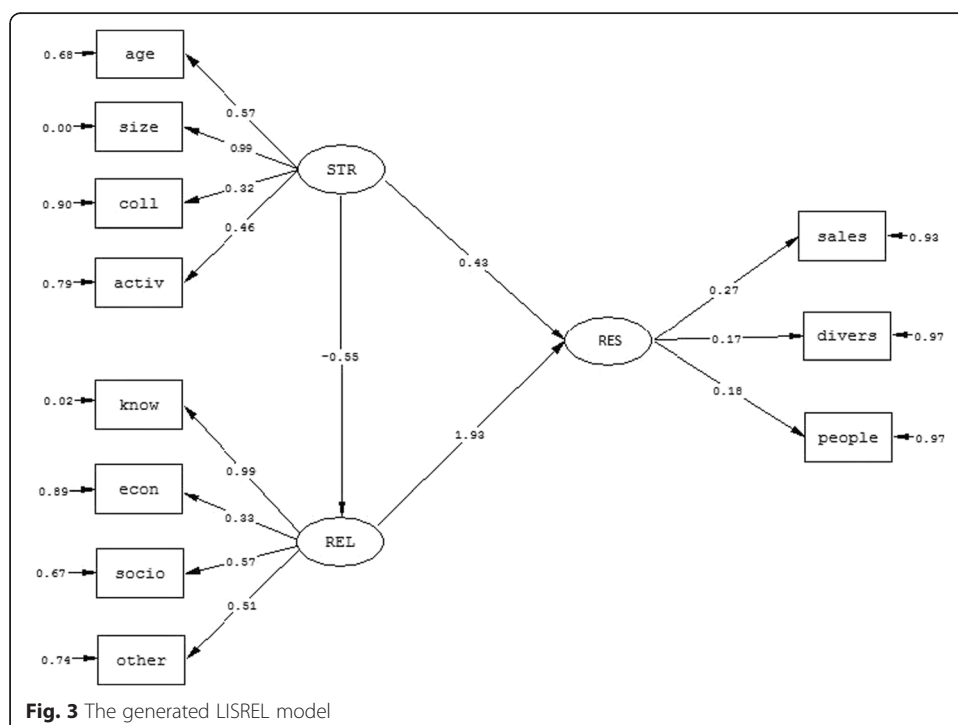 0.68 age
0.57
0.00 size
0.99
STR
0.90 coll
0.32
0.46
0.79 activ
0.43
sales 0.93
0.27
RES
0.17 divers 0.97
-0.55
0.18
0.02 know
people 0.97
1.93
0.99
0.89 econ
0.33
REL
0.67 socio
0.57
0.51
0.74 other
Fig. 3 The generated LISREL model